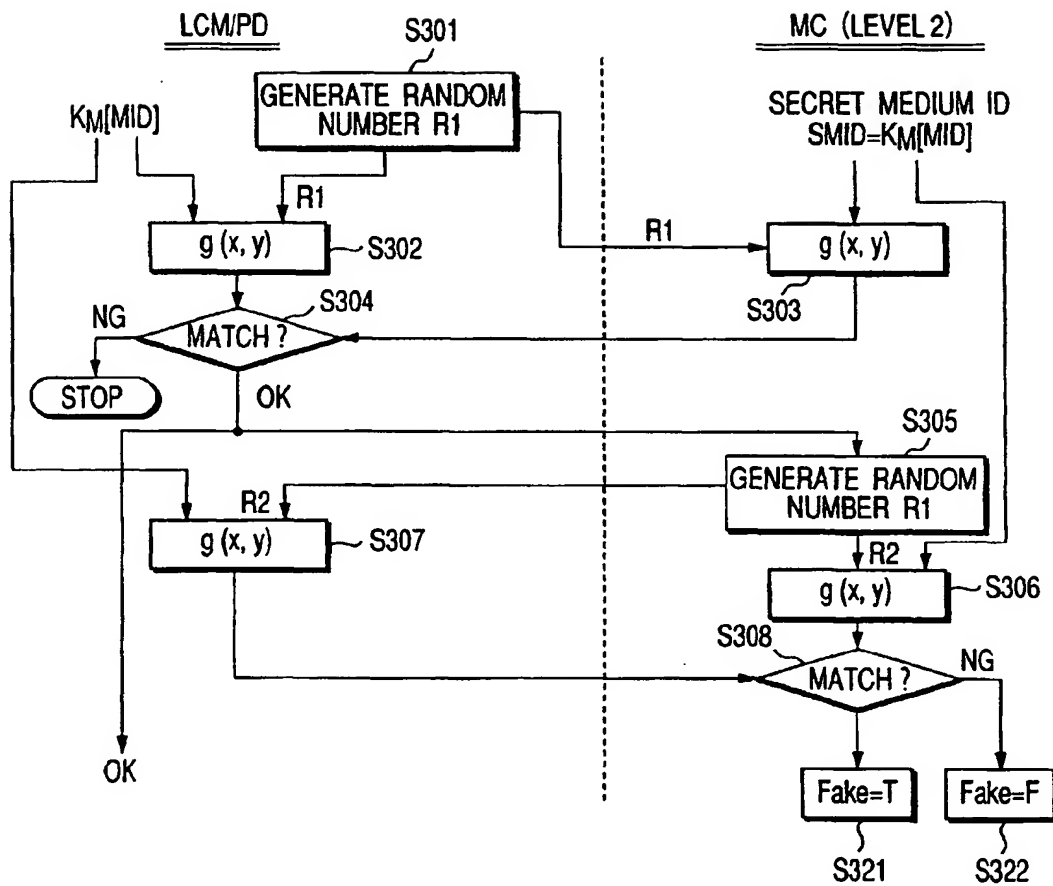 LCM/PD
MC (LEVEL 2)
S301
GENERATE RANDOM
NUMBER R1
KM[MID]
SECRET MEDIUM ID
SMID=KM[MID]
R1
R1
g (x, y)
S302
g (x, y)
S303
S304
NG
MATCH ?
STOP
OK
S305
GENERATE RANDOM
NUMBER R1
R2
g (x, y)
S307
R2
g (x, y)
S306
S308
MATCH ?
NG
OK
Fake=T
Fake=F
S321
S322